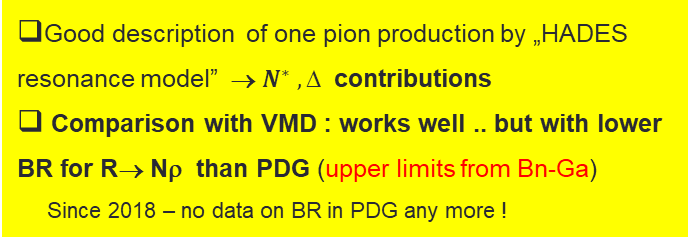 ❑Good description of one pion production by „HADES
resonance model” → N* , Δ contributions
❑ Comparison with VMD : works well .. but with lower
BR for R→ Nρ than PDG (upper limits from Bn-Ga)
Since 2018 – no data on BR in PDG any more !